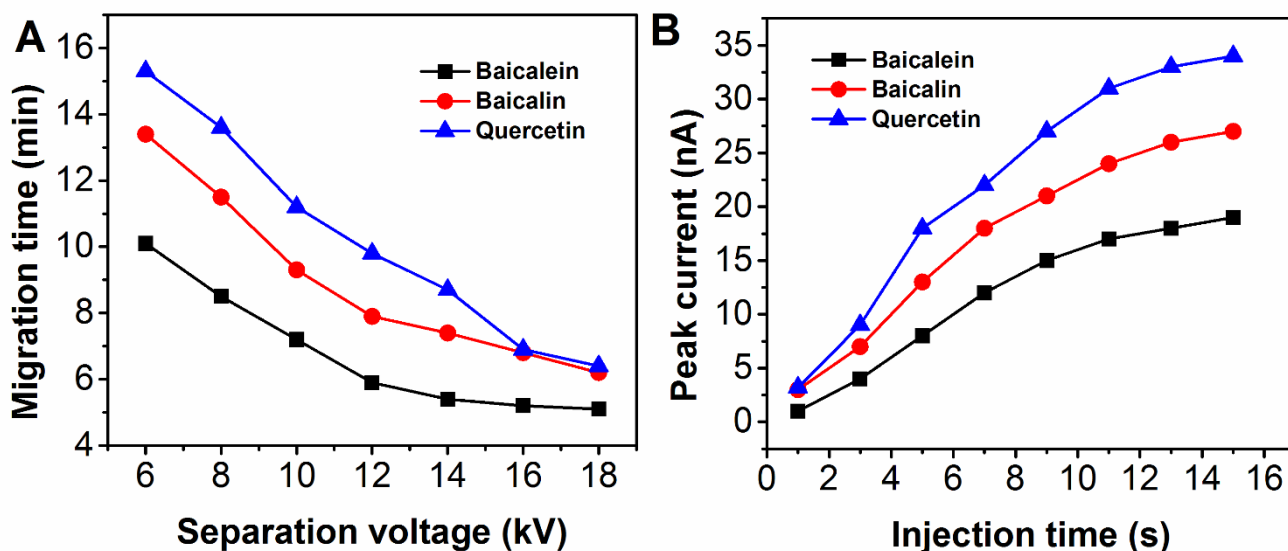 A
Migration time (min)
16
14
12
10
8
6
4
Baicalein
Baicalin
Quercetin
6 8 10 12 14 16 18
Separation voltage (kV)
B
Peak current (nA)
35
30
25
20
15
10
5
0
Baicalein
Baicalin
Quercetin
0 2 4 6 8 10 12 14 16
Injection time (s)